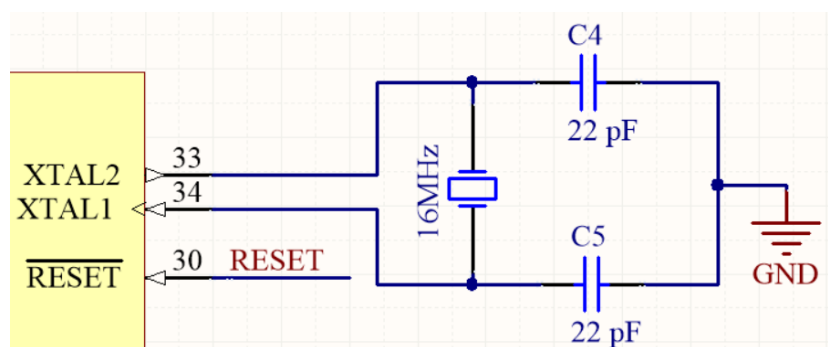 C4
22 pF
XTAL2 33
XTAL1 34
16MHz
RESET 30 RESET
C5
22 pF
GND